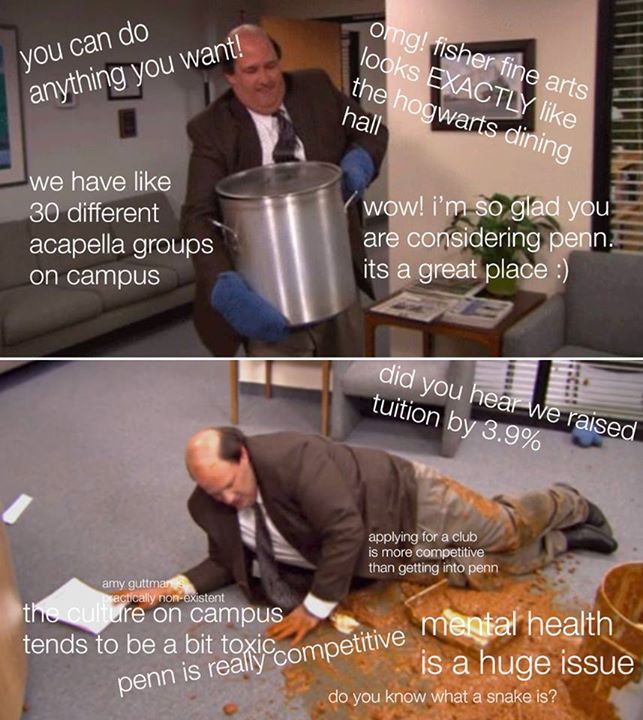 you can do
anything you want!
omg! fisher fine arts
looks EXACTLY like
the hogwarts dining
hall
we have like
30 different
acapella groups
on campus
wow! i'm so glad you
are considering penn.
its a great place :)
did you hear we raised
tuition by 3.9%
applying for a club
is more competitive
than getting into penn
amy guttman is
practically non-existent
the culture on campus
tends to be a bit toxic
penn is really competitive
mental health
is a huge issue
do you know what a snake is?